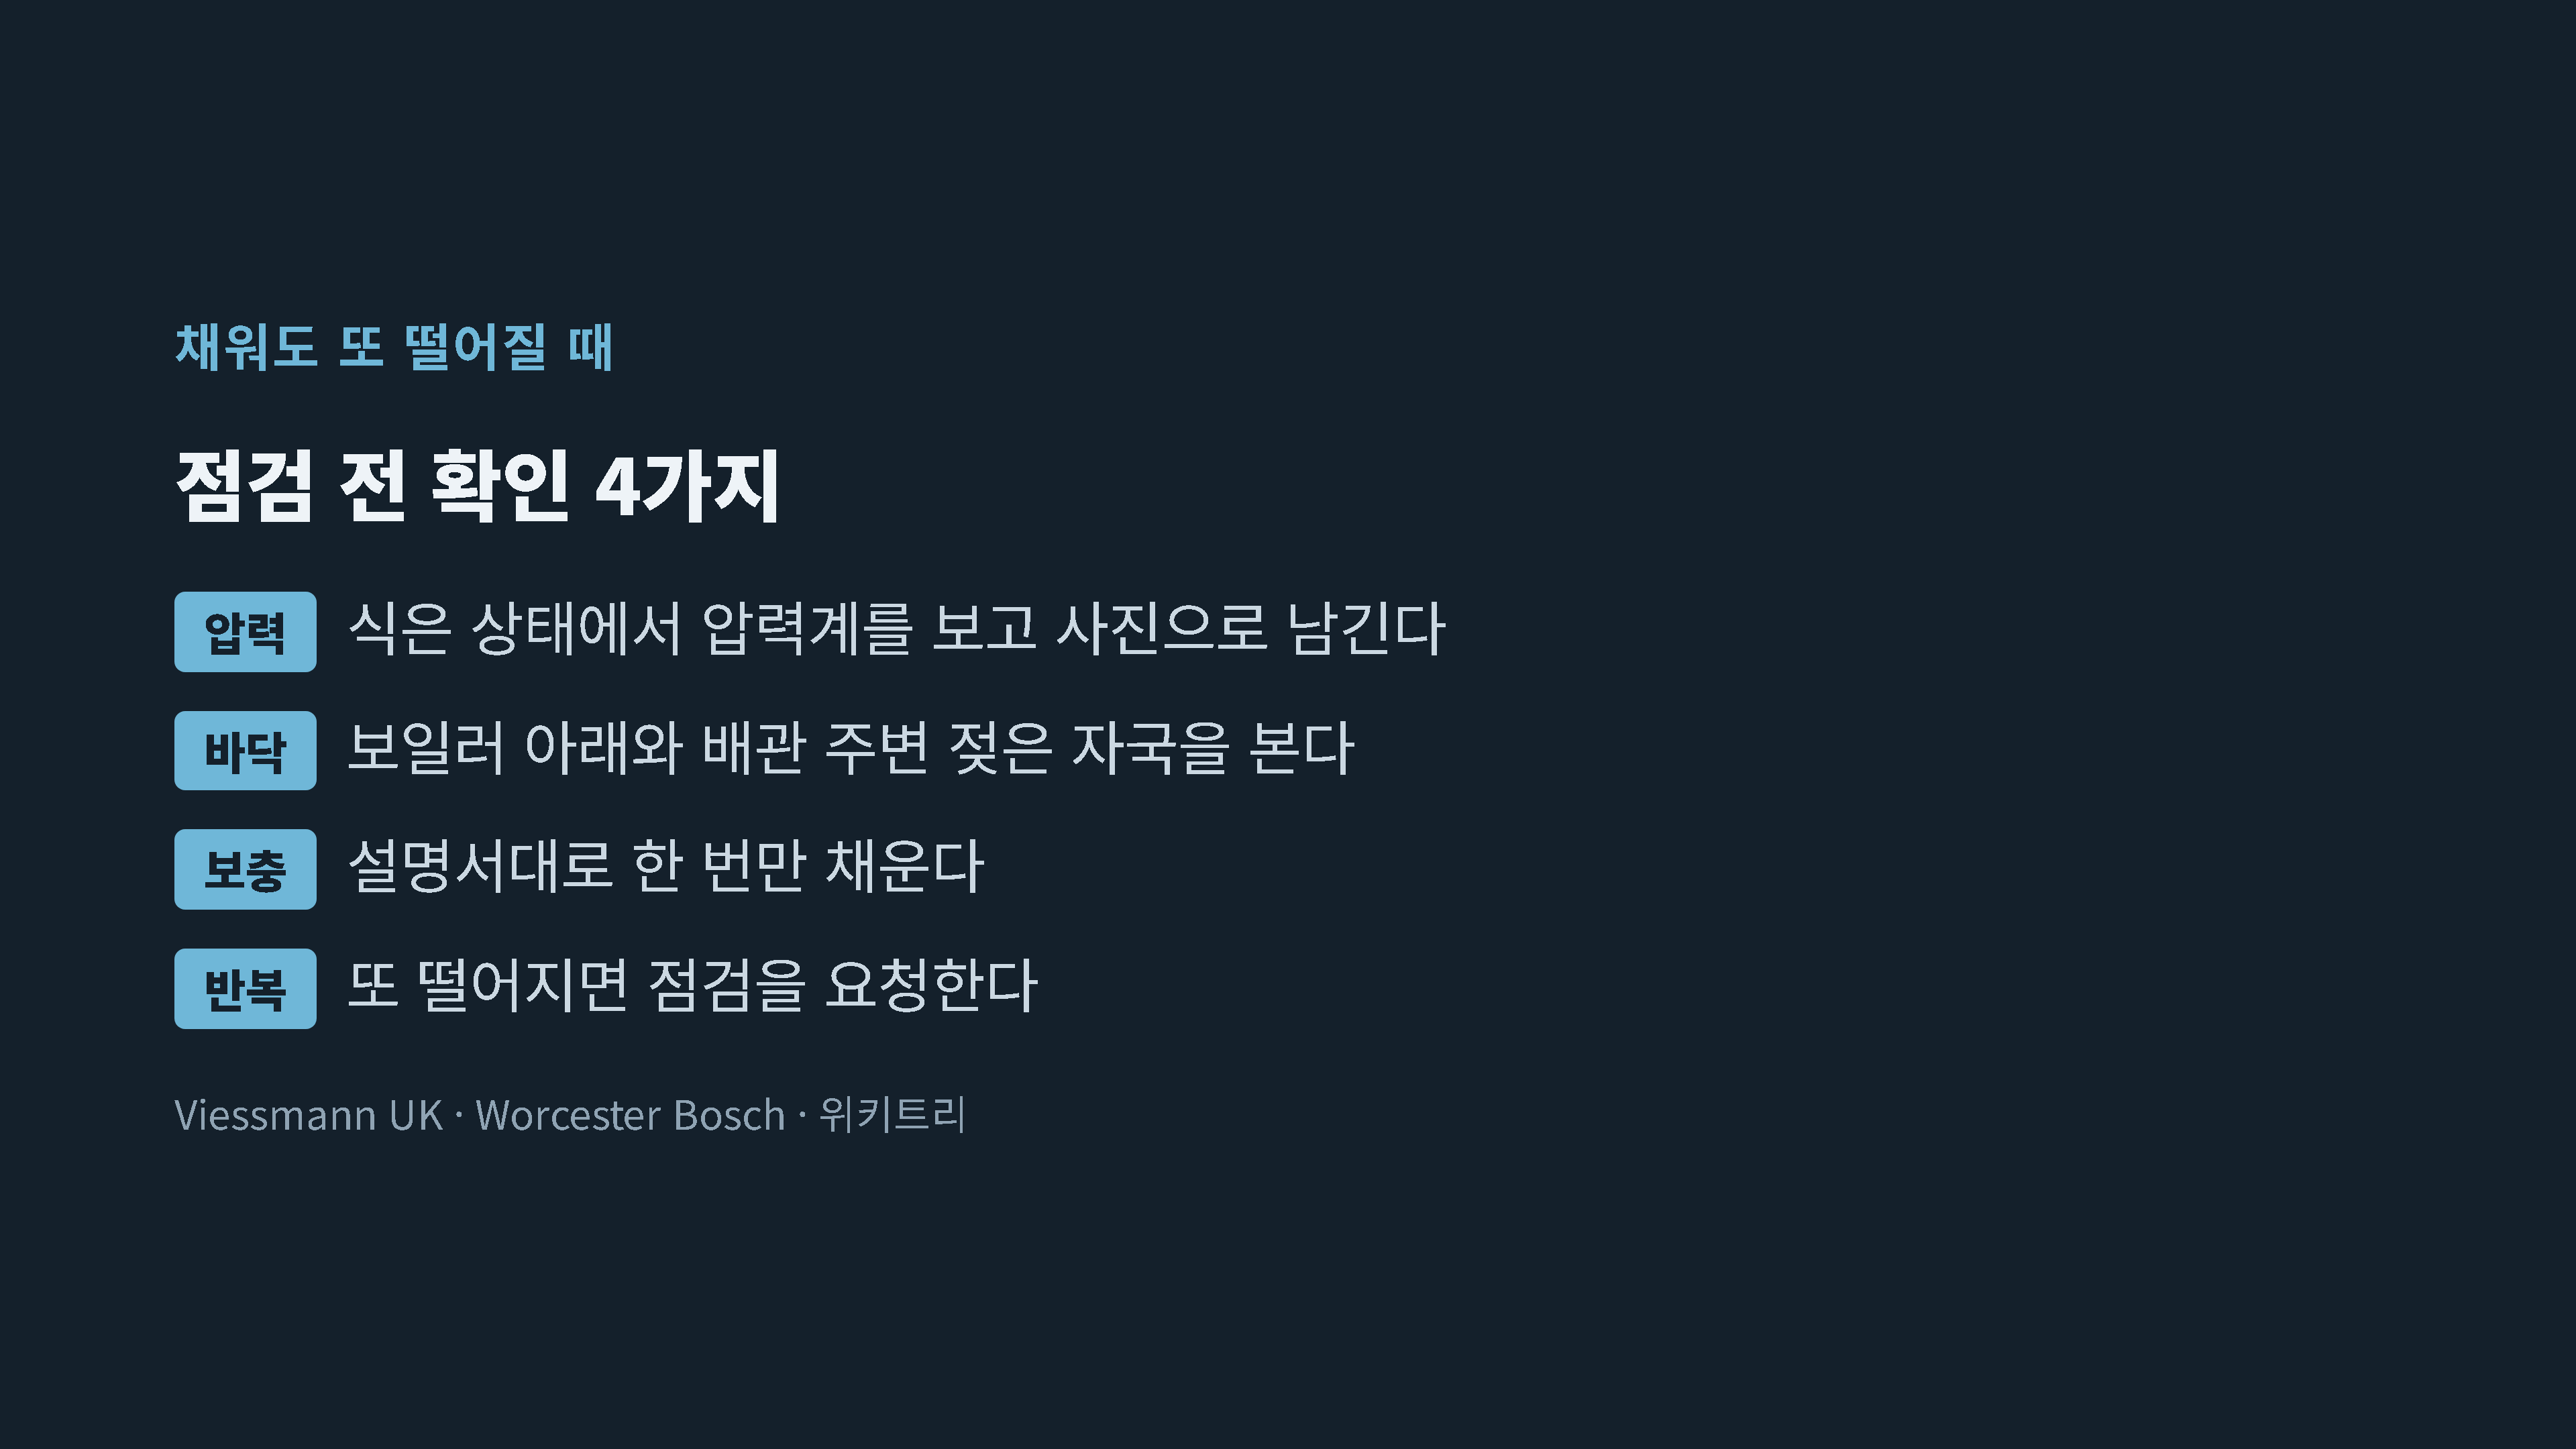 채워도 또 떨어질 때
점검 전 확인 4가지
압력 식은 상태에서 압력계를 보고 사진으로 남긴다
바닥 보일러 아래와 배관 주변 젖은 자국을 본다
보충 설명서대로 한 번만 채운다
반복 또 떨어지면 점검을 요청한다
Viessmann UK · Worcester Bosch · 위키트리